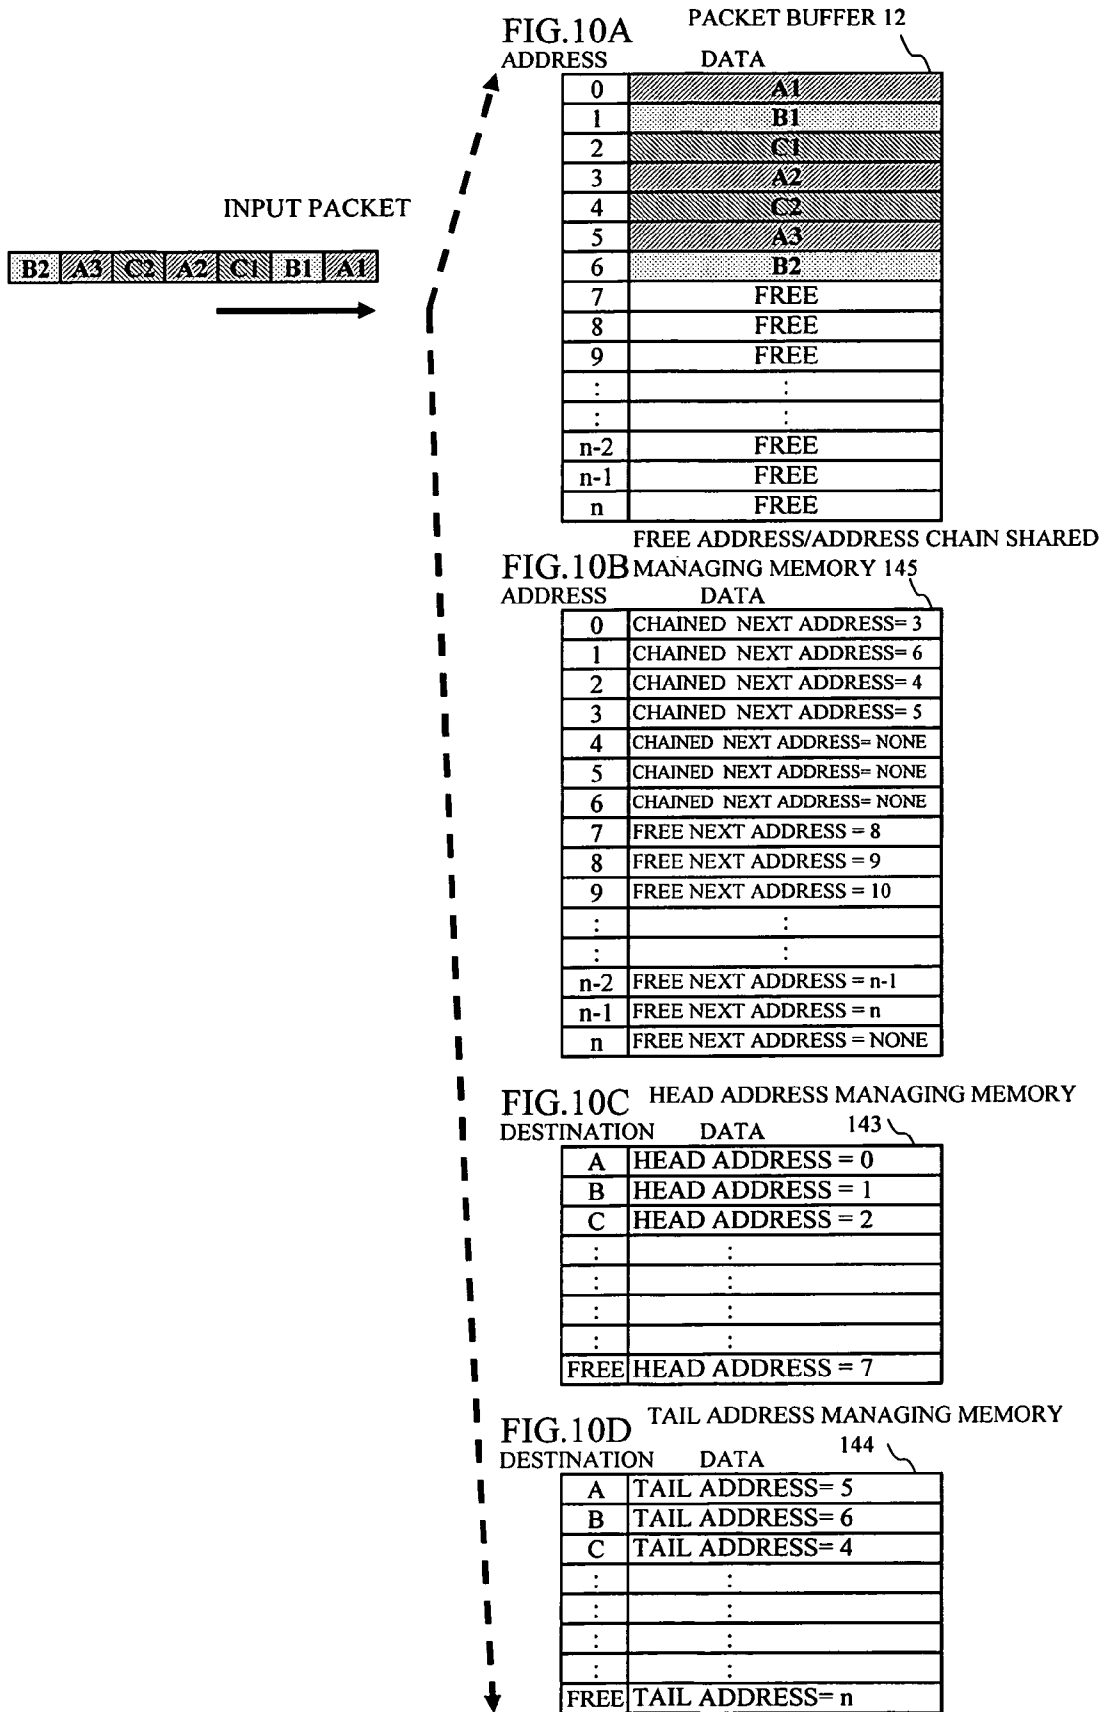 INPUT PACKET
B2 A3 C2 A2 C1 B1 A1
FIG.10A
PACKET BUFFER 12
ADDRESS DATA
0 A1
1 B1
2 C1
3 A2
4 C2
5 A3
6 B2
7 FREE
8 FREE
9 FREE
: :
: :
n-2 FREE
n-1 FREE
n FREE
FIG.10B
FREE ADDRESS/ADDRESS CHAIN SHARED
MANAGING MEMORY 145
ADDRESS DATA
0 CHAINED NEXT ADDRESS= 3
1 CHAINED NEXT ADDRESS= 6
2 CHAINED NEXT ADDRESS= 4
3 CHAINED NEXT ADDRESS= 5
4 CHAINED NEXT ADDRESS= NONE
5 CHAINED NEXT ADDRESS= NONE
6 CHAINED NEXT ADDRESS= NONE
7 FREE NEXT ADDRESS = 8
8 FREE NEXT ADDRESS = 9
9 FREE NEXT ADDRESS = 10
: :
: :
n-2 FREE NEXT ADDRESS = n-1
n-1 FREE NEXT ADDRESS = n
n FREE NEXT ADDRESS = NONE
FIG.10C
HEAD ADDRESS MANAGING MEMORY
143
DESTINATION DATA
A HEAD ADDRESS = 0
B HEAD ADDRESS = 1
C HEAD ADDRESS = 2
: :
: :
: :
: :
FREE HEAD ADDRESS = 7
FIG.10D
TAIL ADDRESS MANAGING MEMORY
144
DESTINATION DATA
A TAIL ADDRESS= 5
B TAIL ADDRESS= 6
C TAIL ADDRESS= 4
: :
: :
: :
: :
FREE TAIL ADDRESS= n